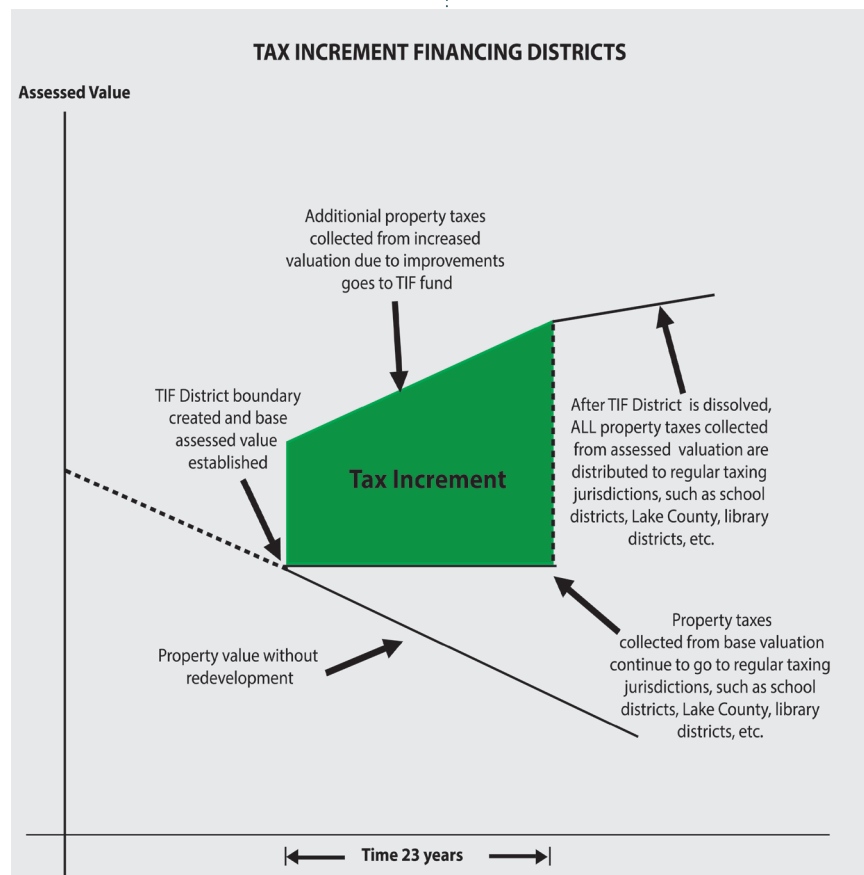 TAX INCREMENT FINANCING DISTRICTS
Assessed Value
Additionial property taxes
collected from increased
valuation due to improvements
goes to TIF fund
TIF District boundary
created and base
assessed value
established
Tax Increment
After TIF District is dissolved,
ALL property taxes collected
from assessed valuation are
distributed to regular taxing
jurisdictions, such as school
districts, Lake County, library
districts, etc.
Property value without
redevelopment
Property taxes
collected from base valuation
continue to go to regular taxing
jurisdictions, such as school
districts, Lake County, library
districts, etc.
Time 23 years